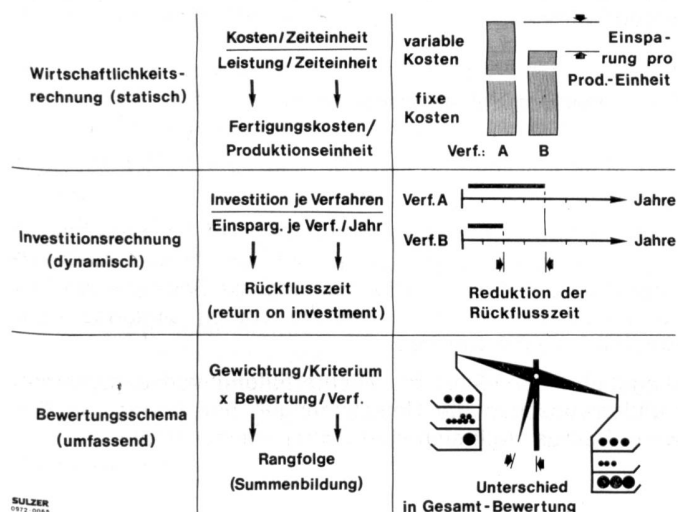 Wirtschaftlichkeits-
rechnung (statisch)
Kosten/Zeiteinheit
Leistung/Zeiteinheit
Fertigungskosten/
Produktionseinheit
variable
Kosten
fixe
Kosten
Verf.: A B
Einspa-
rung pro
Prod.-Einheit
Investitionsrechnung
(dynamisch)
Investition je Verfahren
Einsparg. je Verf./Jahr
Rückflusszeit
(return on investment)
Verf.A
Jahre
Verf.B
Jahre
Reduktion der
Rückflusszeit
Bewertungsschema
(umfassend)
Gewichtung/Kriterium
x Bewertung/Verf.
Rangfolge
(Summenbildung)
Unterschied
in Gesamt-Bewertung
SULZER